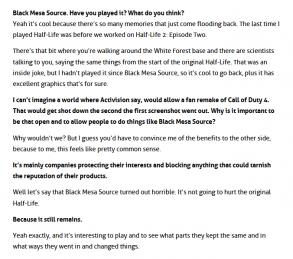 Black Mesa Source. Have you played it? What do you think?
Yeah it's cool because there's so many memories that just come flooding back. The last time I
played Half-Life was before we worked on Half-Life 2: Episode Two.
There's that bit where you're walking around the White Forest base and there are scientists
talking to you, saying the same things from the start of the original Half-Life. That was an
inside joke, but I hadn't played it since Black Mesa Source, so it's cool to go back, plus it has
excellent graphics that's for sure.
I can't imagine a world where Activision say, would allow a fan remake of Call of Duty 4.
That would get shot down the second the first screenshot went out. Why is it important to
be that open and to allow people to do things like Black Mesa Source?
Why wouldn't we? But I guess you'd have to convince me of the benefits to the other side,
because to me, this feels like pretty common sense.
It's mainly companies protecting their interests and blocking anything that could tarnish
the reputation of their products.
Well let's say that Black Mesa Source turned out horrible. It's not going to hurt the original
Half-Life.
Because it still remains.
Yeah exactly, and it's interesting to play and to see what parts they kept the same and in
what ways they went in and changed things.